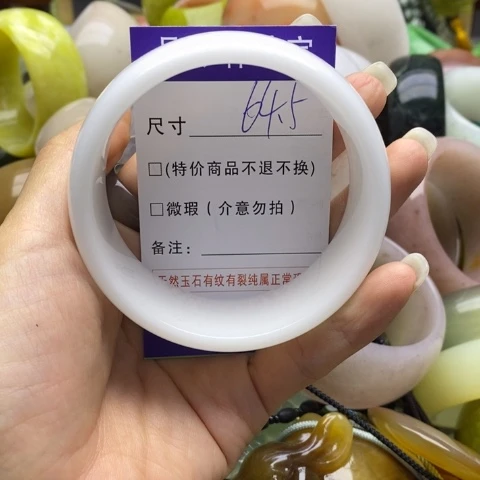 尺寸 64.5
□(特价商品不退不换)
□微瑕（介意勿拍）
备注：
天然玉石有纹有裂纯属正常